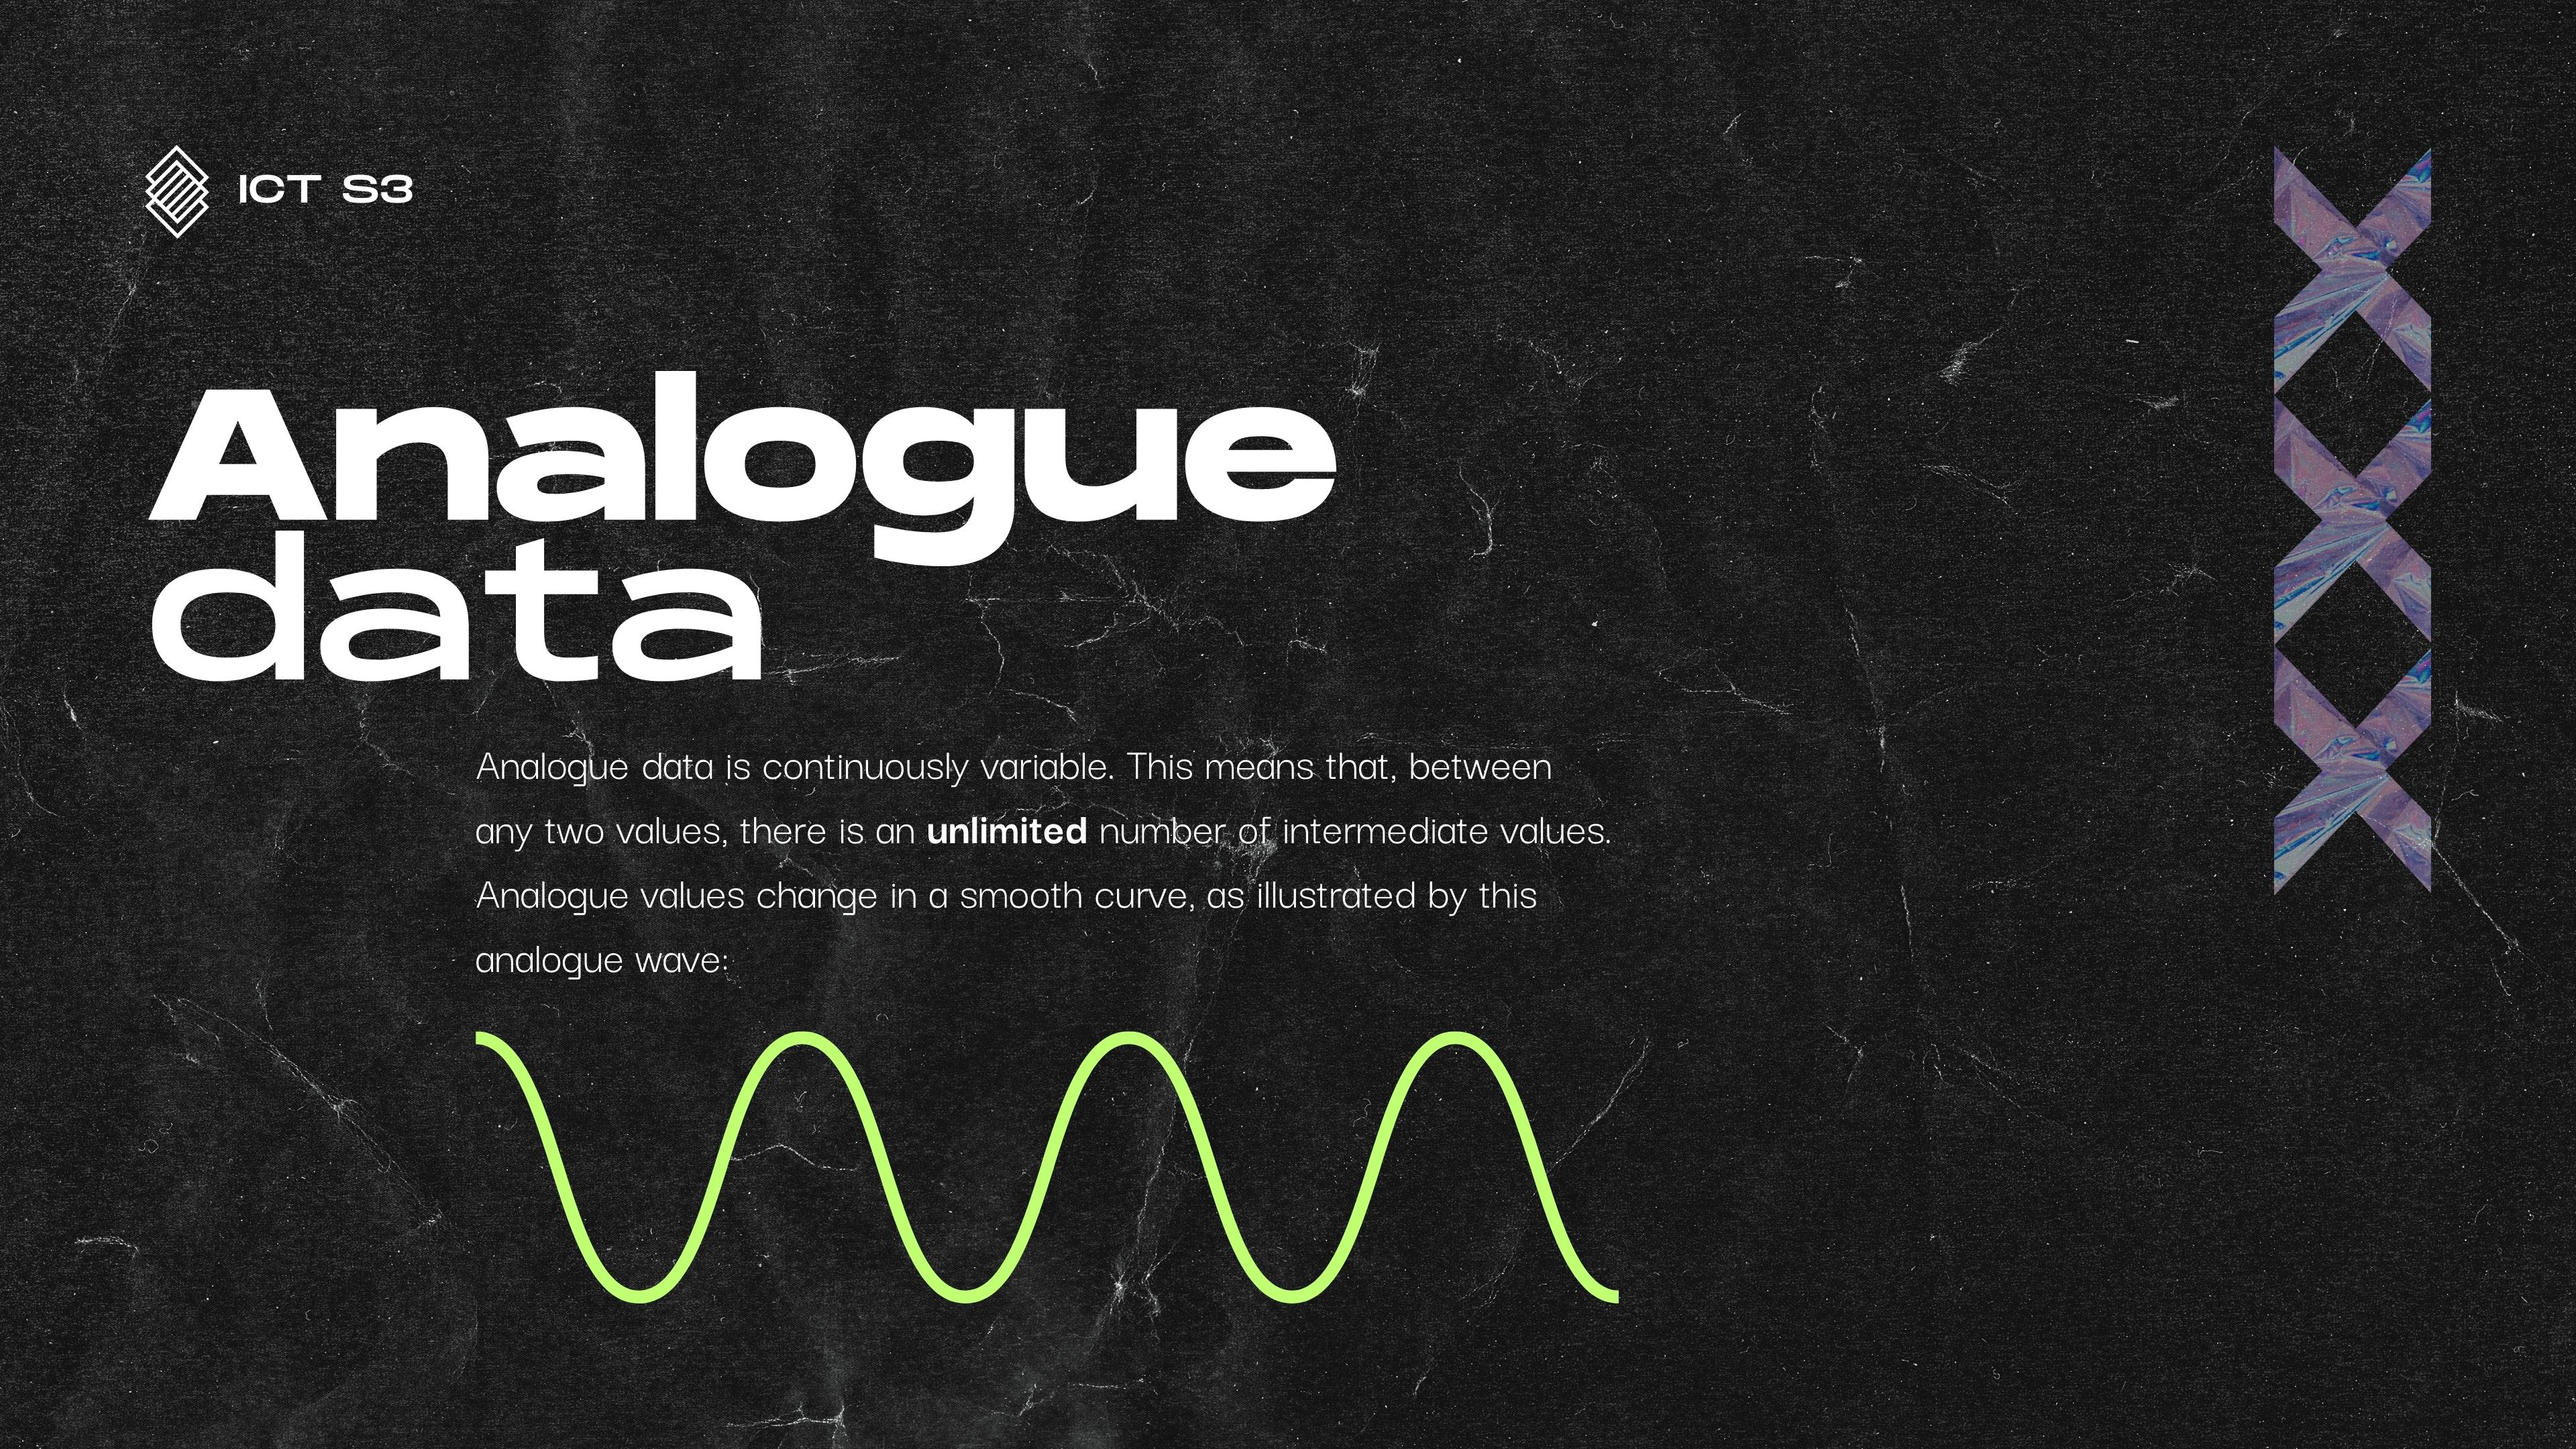 ICT S3
Analogue
data
Analogue data is continuously variable. This means that, between
any two values, there is an unlimited number of intermediate values.
Analogue values change in a smooth curve, as illustrated by this
analogue wave: